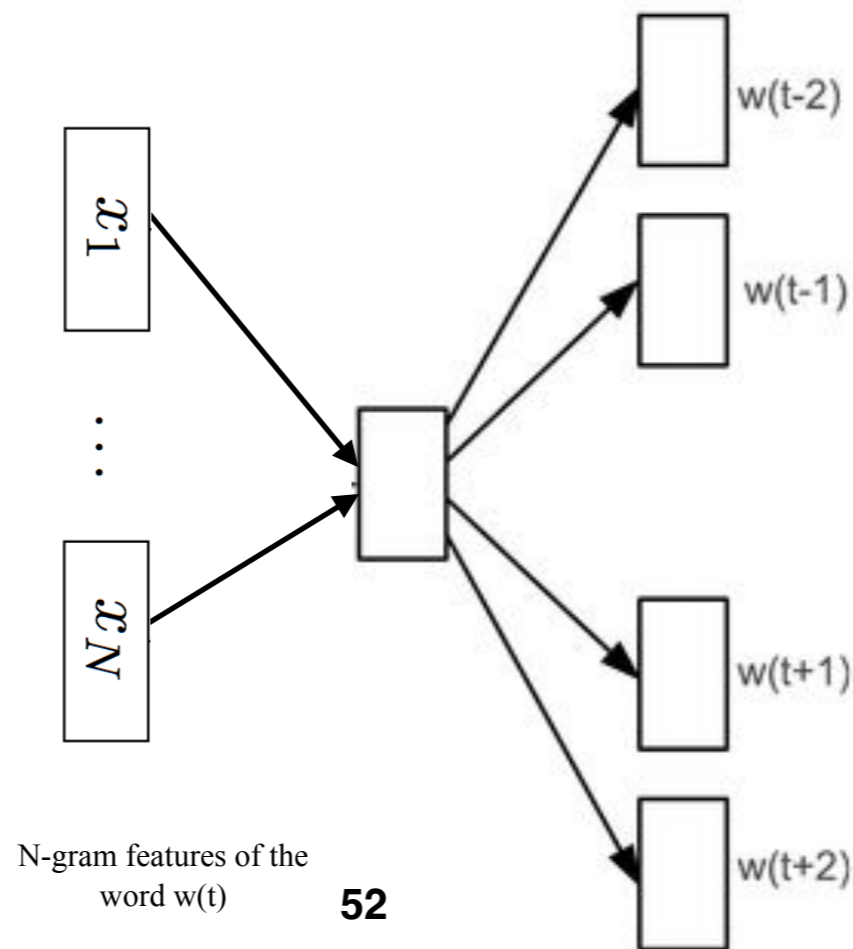 w(t-2)
x1
w(t-1)
...
xN
w(t+1)
w(t+2)
N-gram features of the
word w(t)
52